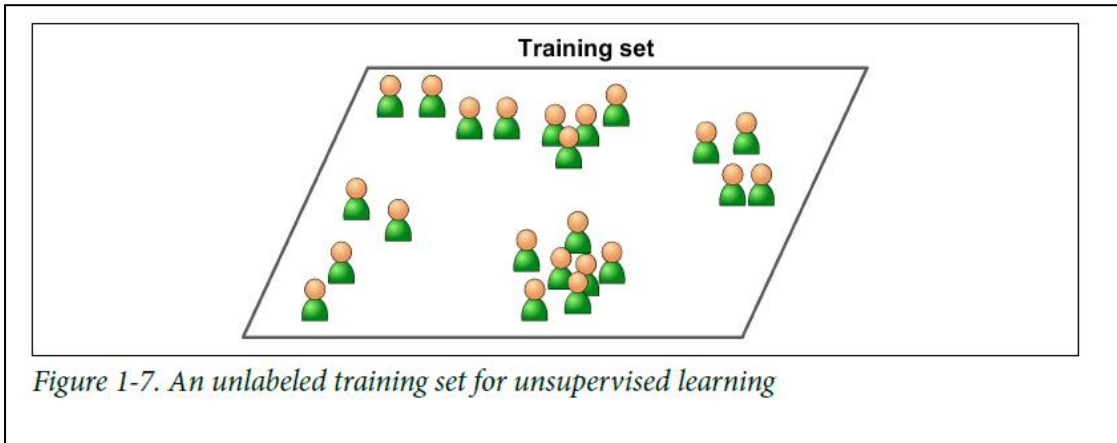 Training set
Figure 1-7. An unlabeled training set for unsupervised learning